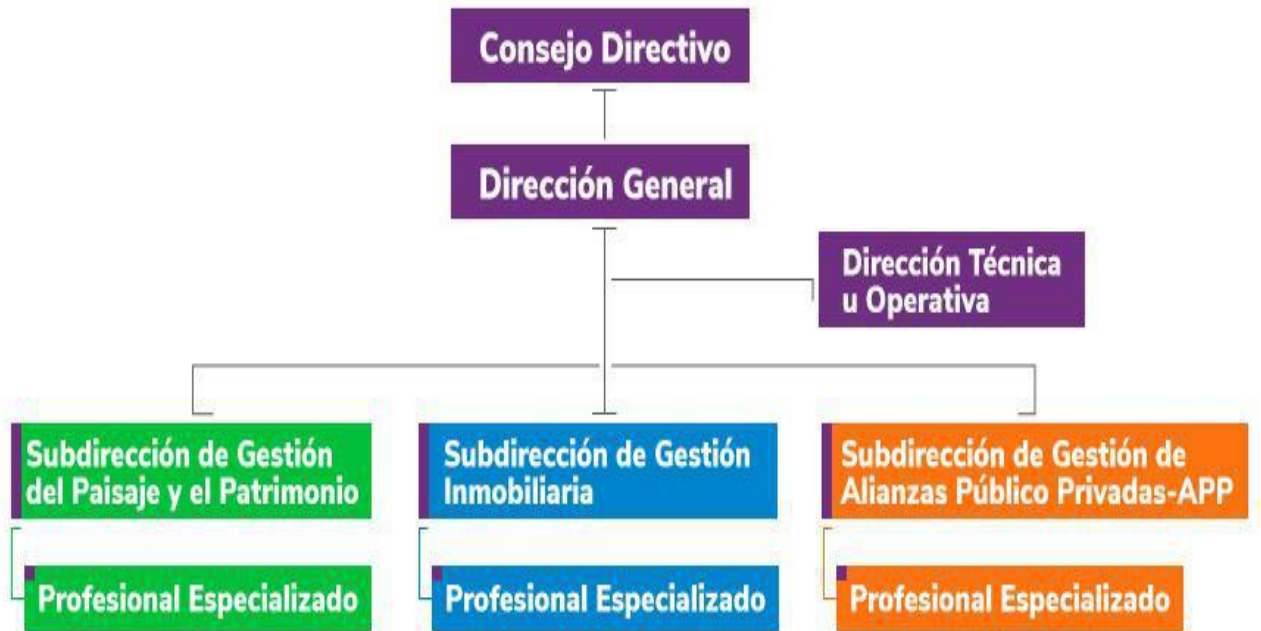 Consejo Directivo
Dirección General
Dirección Técnica
u Operativa
Subdirección de Gestión
del Paisaje y el Patrimonio
Subdirección de Gestión
Inmobiliaria
Subdirección de Gestión de
Alianzas Público Privadas-APP
Profesional Especializado
Profesional Especializado
Profesional Especializado